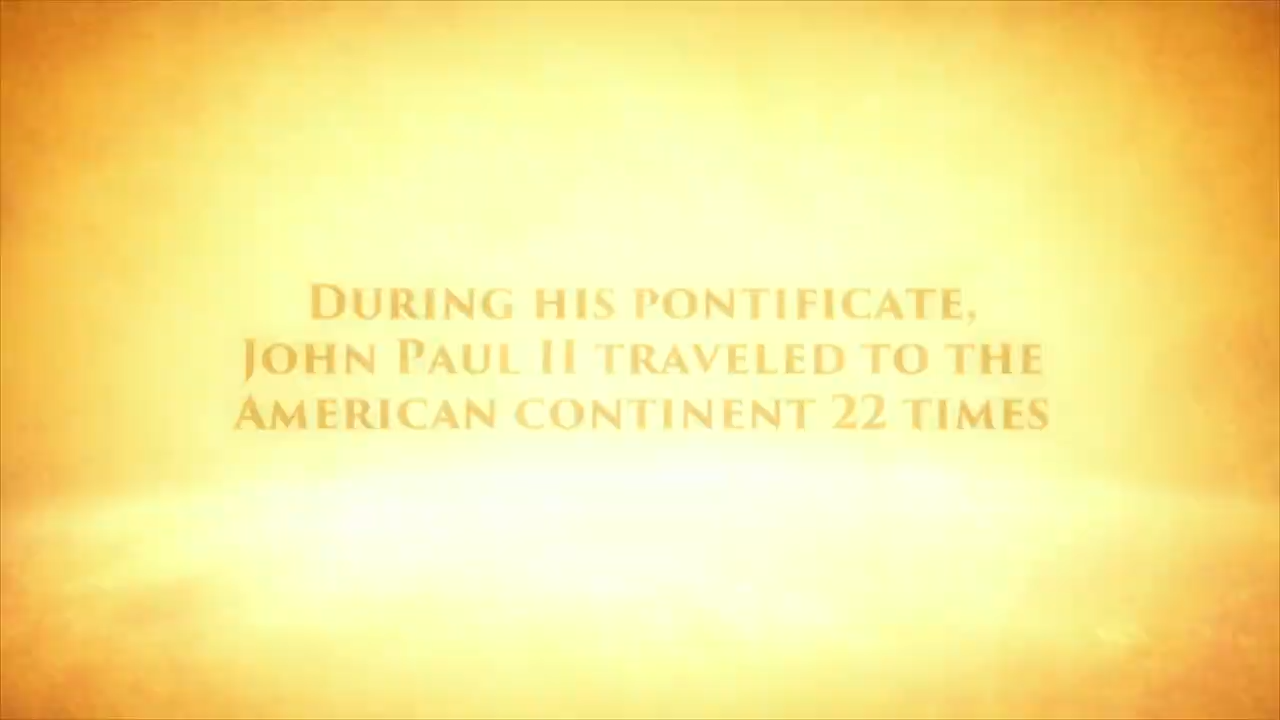 During his pontificate,
John Paul II traveled to the
American continent 22 times